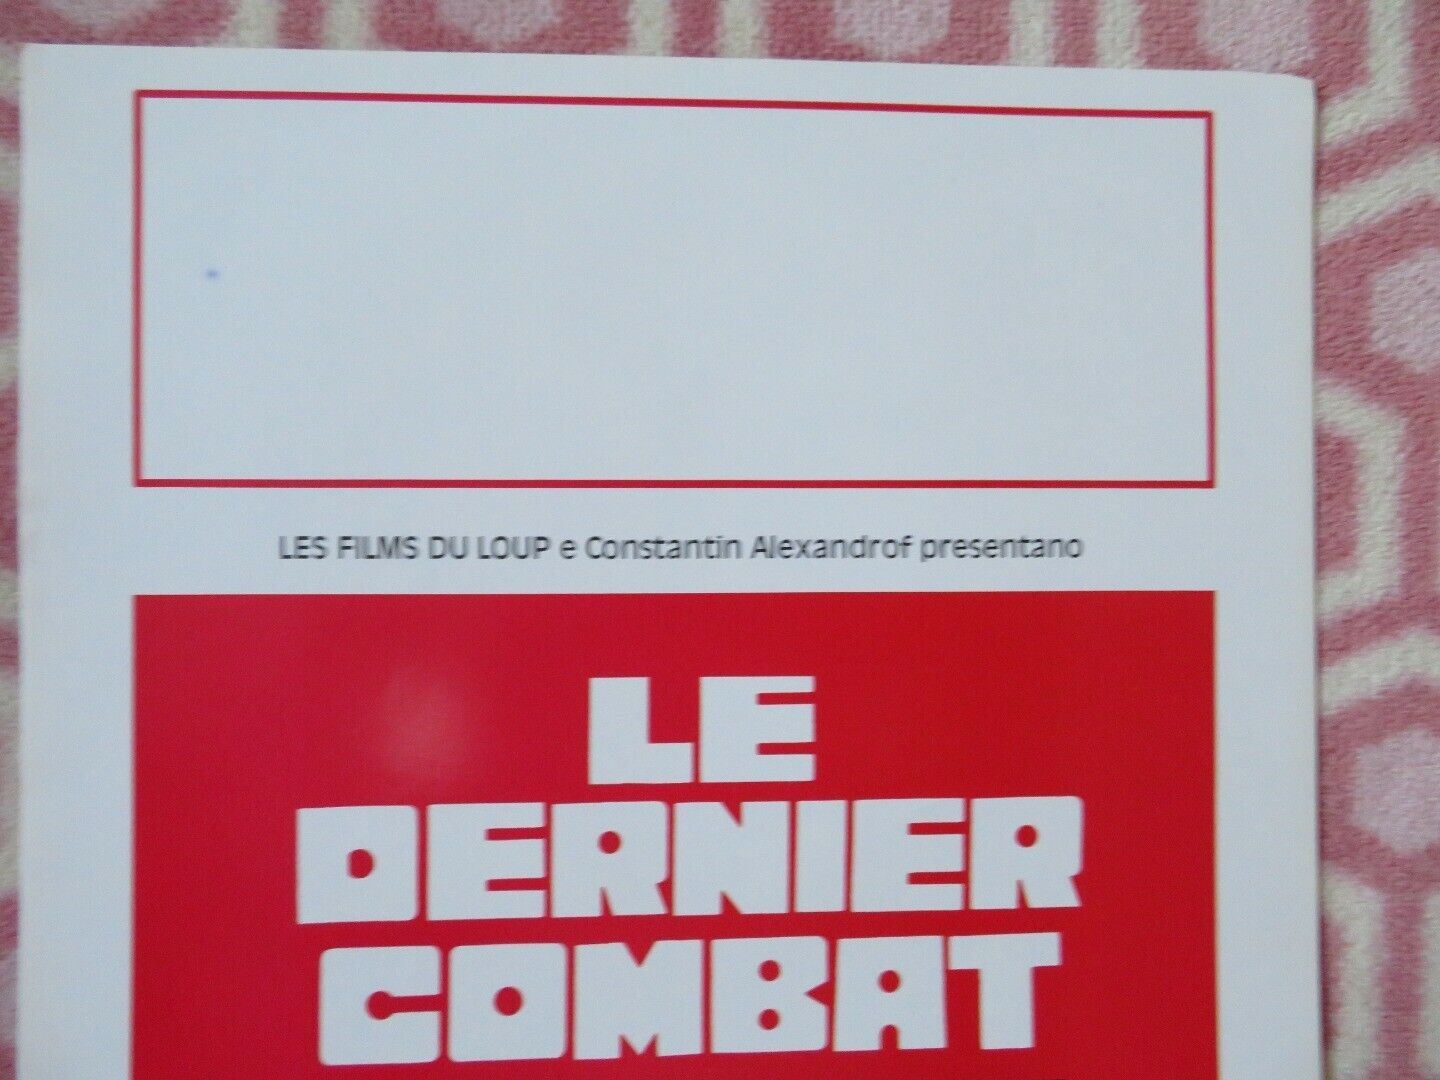 LES FILMS DU LOUP e Constantin Alexandrof presentano
LE
DERNIER
COMBAT